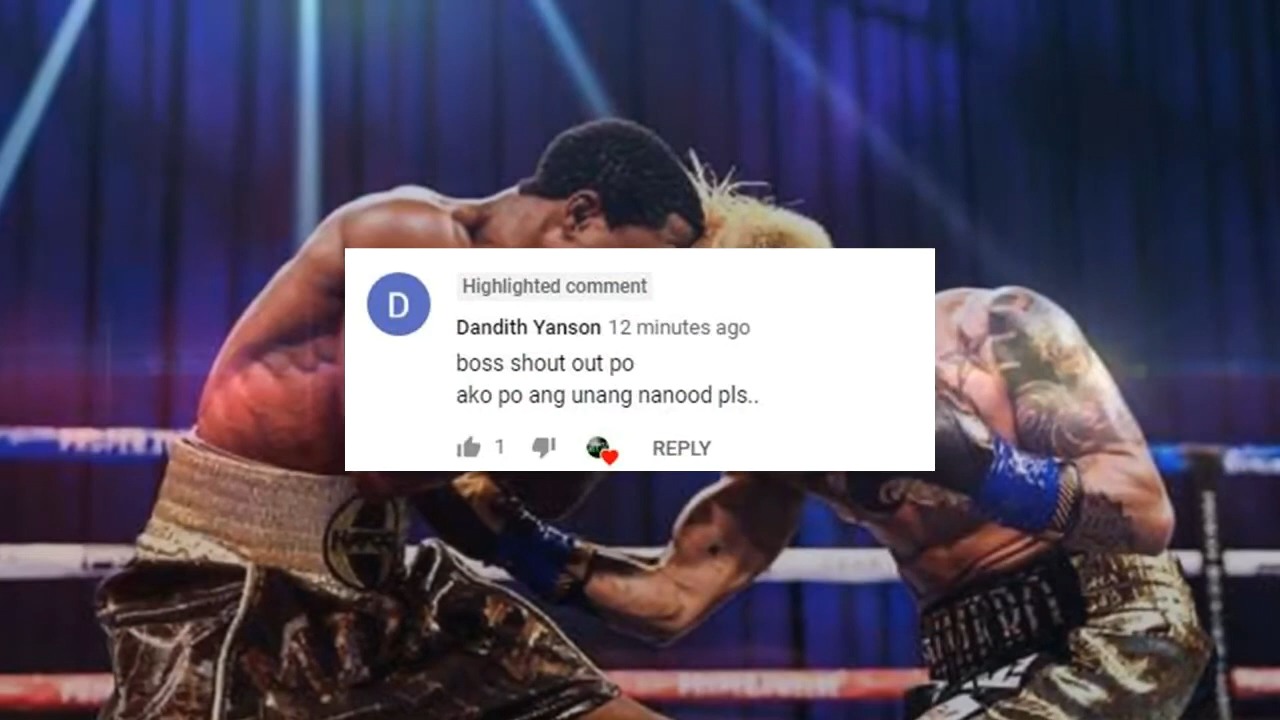 D
Highlighted comment
Dandith Yanson 12 minutes ago
boss shout out po
ako po ang unang nanood pls..
1
REPLY